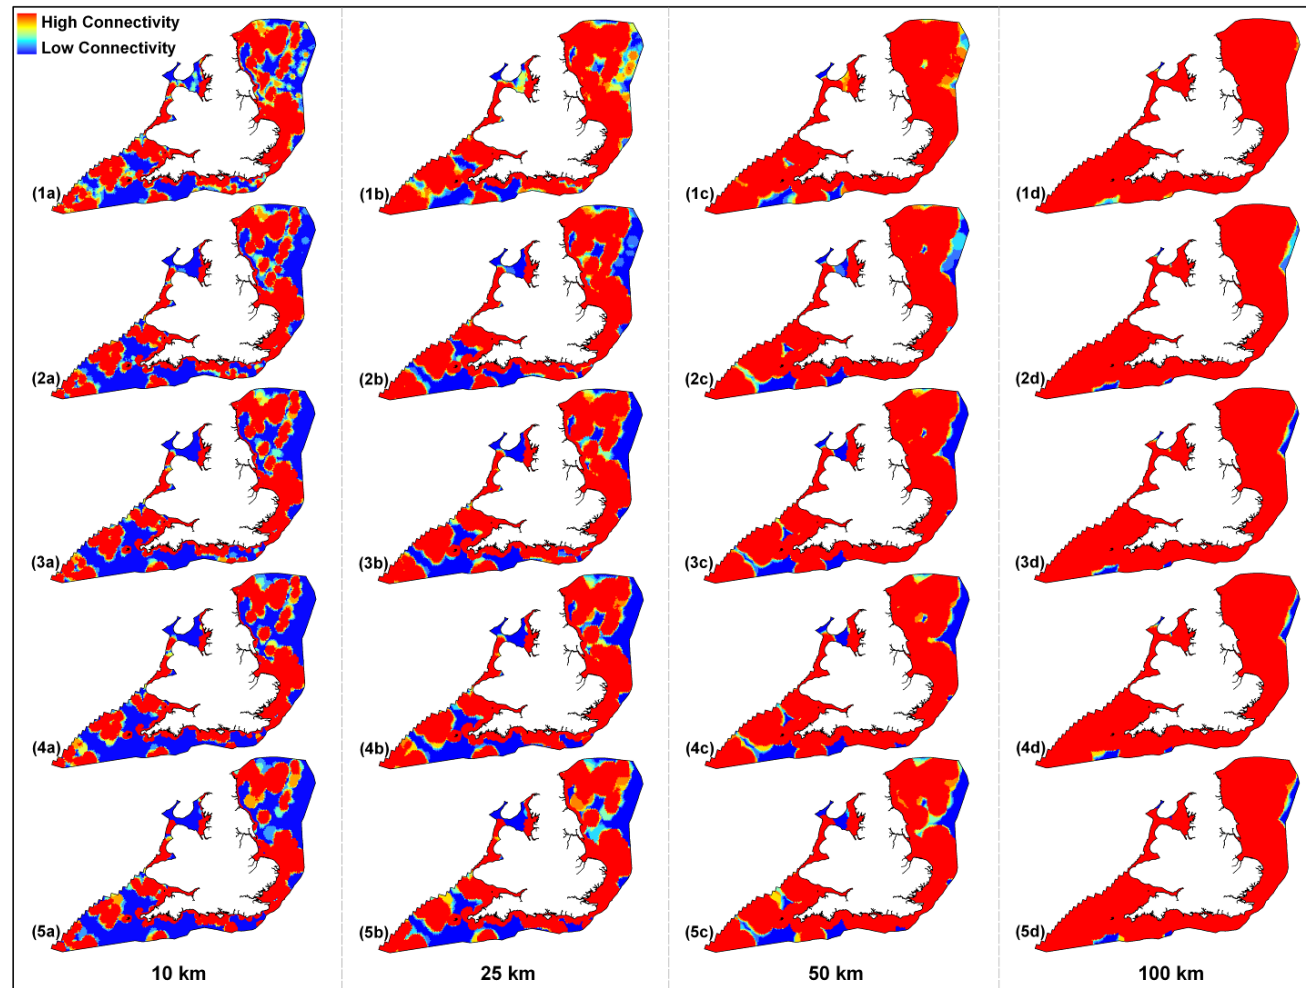 High Connectivity
Low Connectivity
(1a)
(1b)
(1c)
(1d)
(2a)
(2b)
(2c)
(2d)
(3a)
(3b)
(3c)
(3d)
(4a)
(4b)
(4c)
(4d)
(5a)
(5b)
(5c)
(5d)
10 km
25 km
50 km
100 km